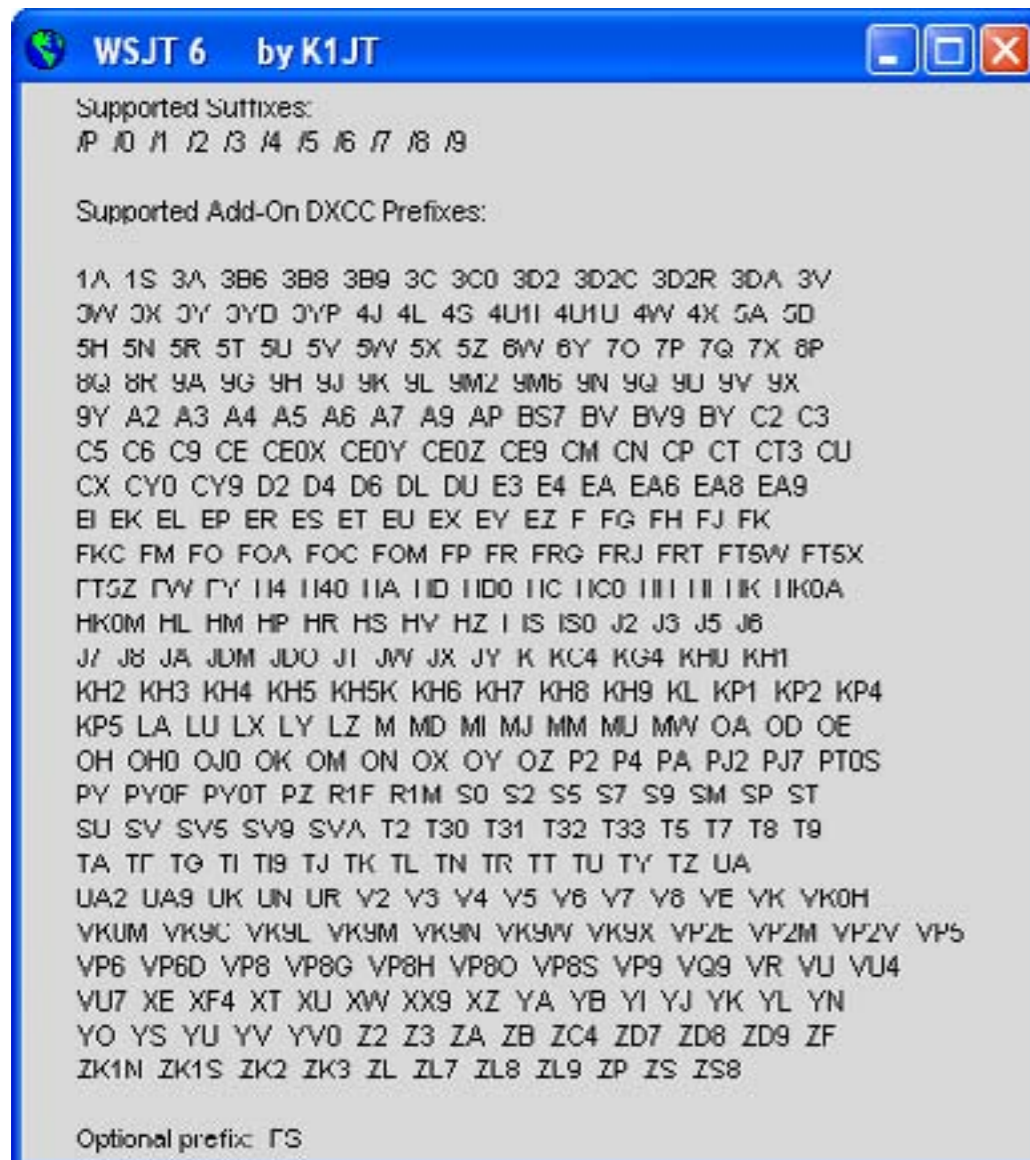 WSJT 6 by K1JT
Supported Suffixes:
/P /0 /1 /2 /3 /4 /5 /6 /7 /8 /9
Supported Add-On DXCC Prefixes:
1A 1S 3A 3B6 3B8 3B9 3C 3C0 3D2 3D2C 3D2R 3DA 3V
3W 3X 3Y 3YB 3YP 4J 4L 4S 4U1I 4U1U 4W 4X 5A 5B
5H 5N 5R 5T 5U 5V 5W 5X 5Z 6W 6Y 7O 7P 7Q 7X 8P
8Q 8R 9A 9G 9H 9J 9K 9L 9M2 9M6 9N 9Q 9U 9V 9X
9Y A2 A3 A4 A5 A6 A7 A9 AP BS7 BV BV9 BY C2 C3
C5 C6 C9 CE CE0X CE0Y CE0Z CE9 CM CN CP CT CT3 CU
CX CY0 CY9 D2 D4 D6 DL DU E3 E4 EA EA6 EA8 EA9
EI EK EL EP ER ES ET EU EX EY EZ F FG FH FJ FK
FKC FM FO FOA FOC FOM FP FR FRG FRJ FRT FT5W FT5X
FT5Z FW FY H4 H40 HA HB HB0 HC HC0 HH HI HK HK0A
HK0M HL HM HP HR HS HV HZ I IS IS0 J2 J3 J5 J6
J7 J8 JA JDM JDO JT JW JX JY K KC4 KG4 KH0 KH1
KH2 KH3 KH4 KH5 KH5K KH6 KH7 KH8 KH9 KL KP1 KP2 KP4
KP5 LA LU LX LY LZ M MD MI MJ MM MU MW OA OD OE
OH OH0 OJ0 OK OM ON OX OY OZ P2 P4 PA PJ2 PJ7 PT0S
PY PY0F PY0T PZ R1F R1M S0 S2 S5 S7 S9 SM SP ST
SU SV SV5 SV9 SVA T2 T30 T31 T32 T33 T5 T7 T8 T9
TA TF TG TI TI9 TJ TK TL TN TR TT TU TY TZ UA
UA2 UA9 UK UN UR V2 V3 V4 V5 V6 V7 V8 VE VK VK0H
VK0M VK9C VK9L VK9M VK9N VK9W VK9X VP2E VP2M VP2V VP5
VP6 VP6D VP8 VP8G VP8H VP8O VP8S VP9 VQ9 VR VU VU4
VU7 XE XF4 XT XU XW XX9 XZ YA YB YI YJ YK YL YN
YO YS YU YV YV0 Z2 Z3 ZA ZB ZC4 ZD7 ZD8 ZD9 ZF
ZK1N ZK1S ZK2 ZK3 ZL ZL7 ZL8 ZL9 ZP ZS ZS8
Optional prefix: